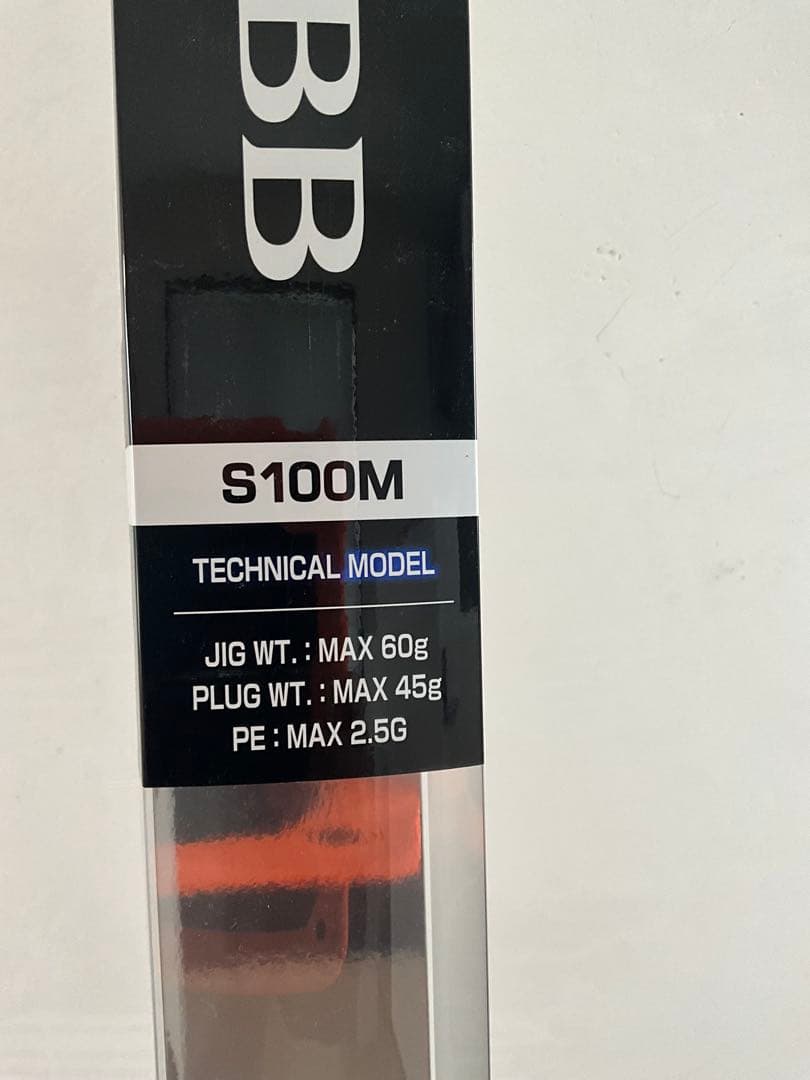 BB
S100M
TECHNICAL MODEL
JIG WT.：MAX 60g
PLUG WT.：MAX 45g
PE：MAX 2.5G